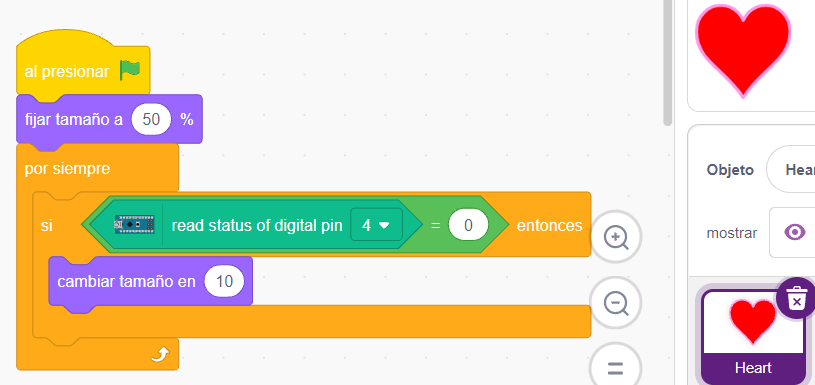 al presionar
fijar tamaño a 50 %
por siempre
si read status of digital pin 4 = 0 entonces
cambiar tamaño en 10
Objeto
mostrar
Heart